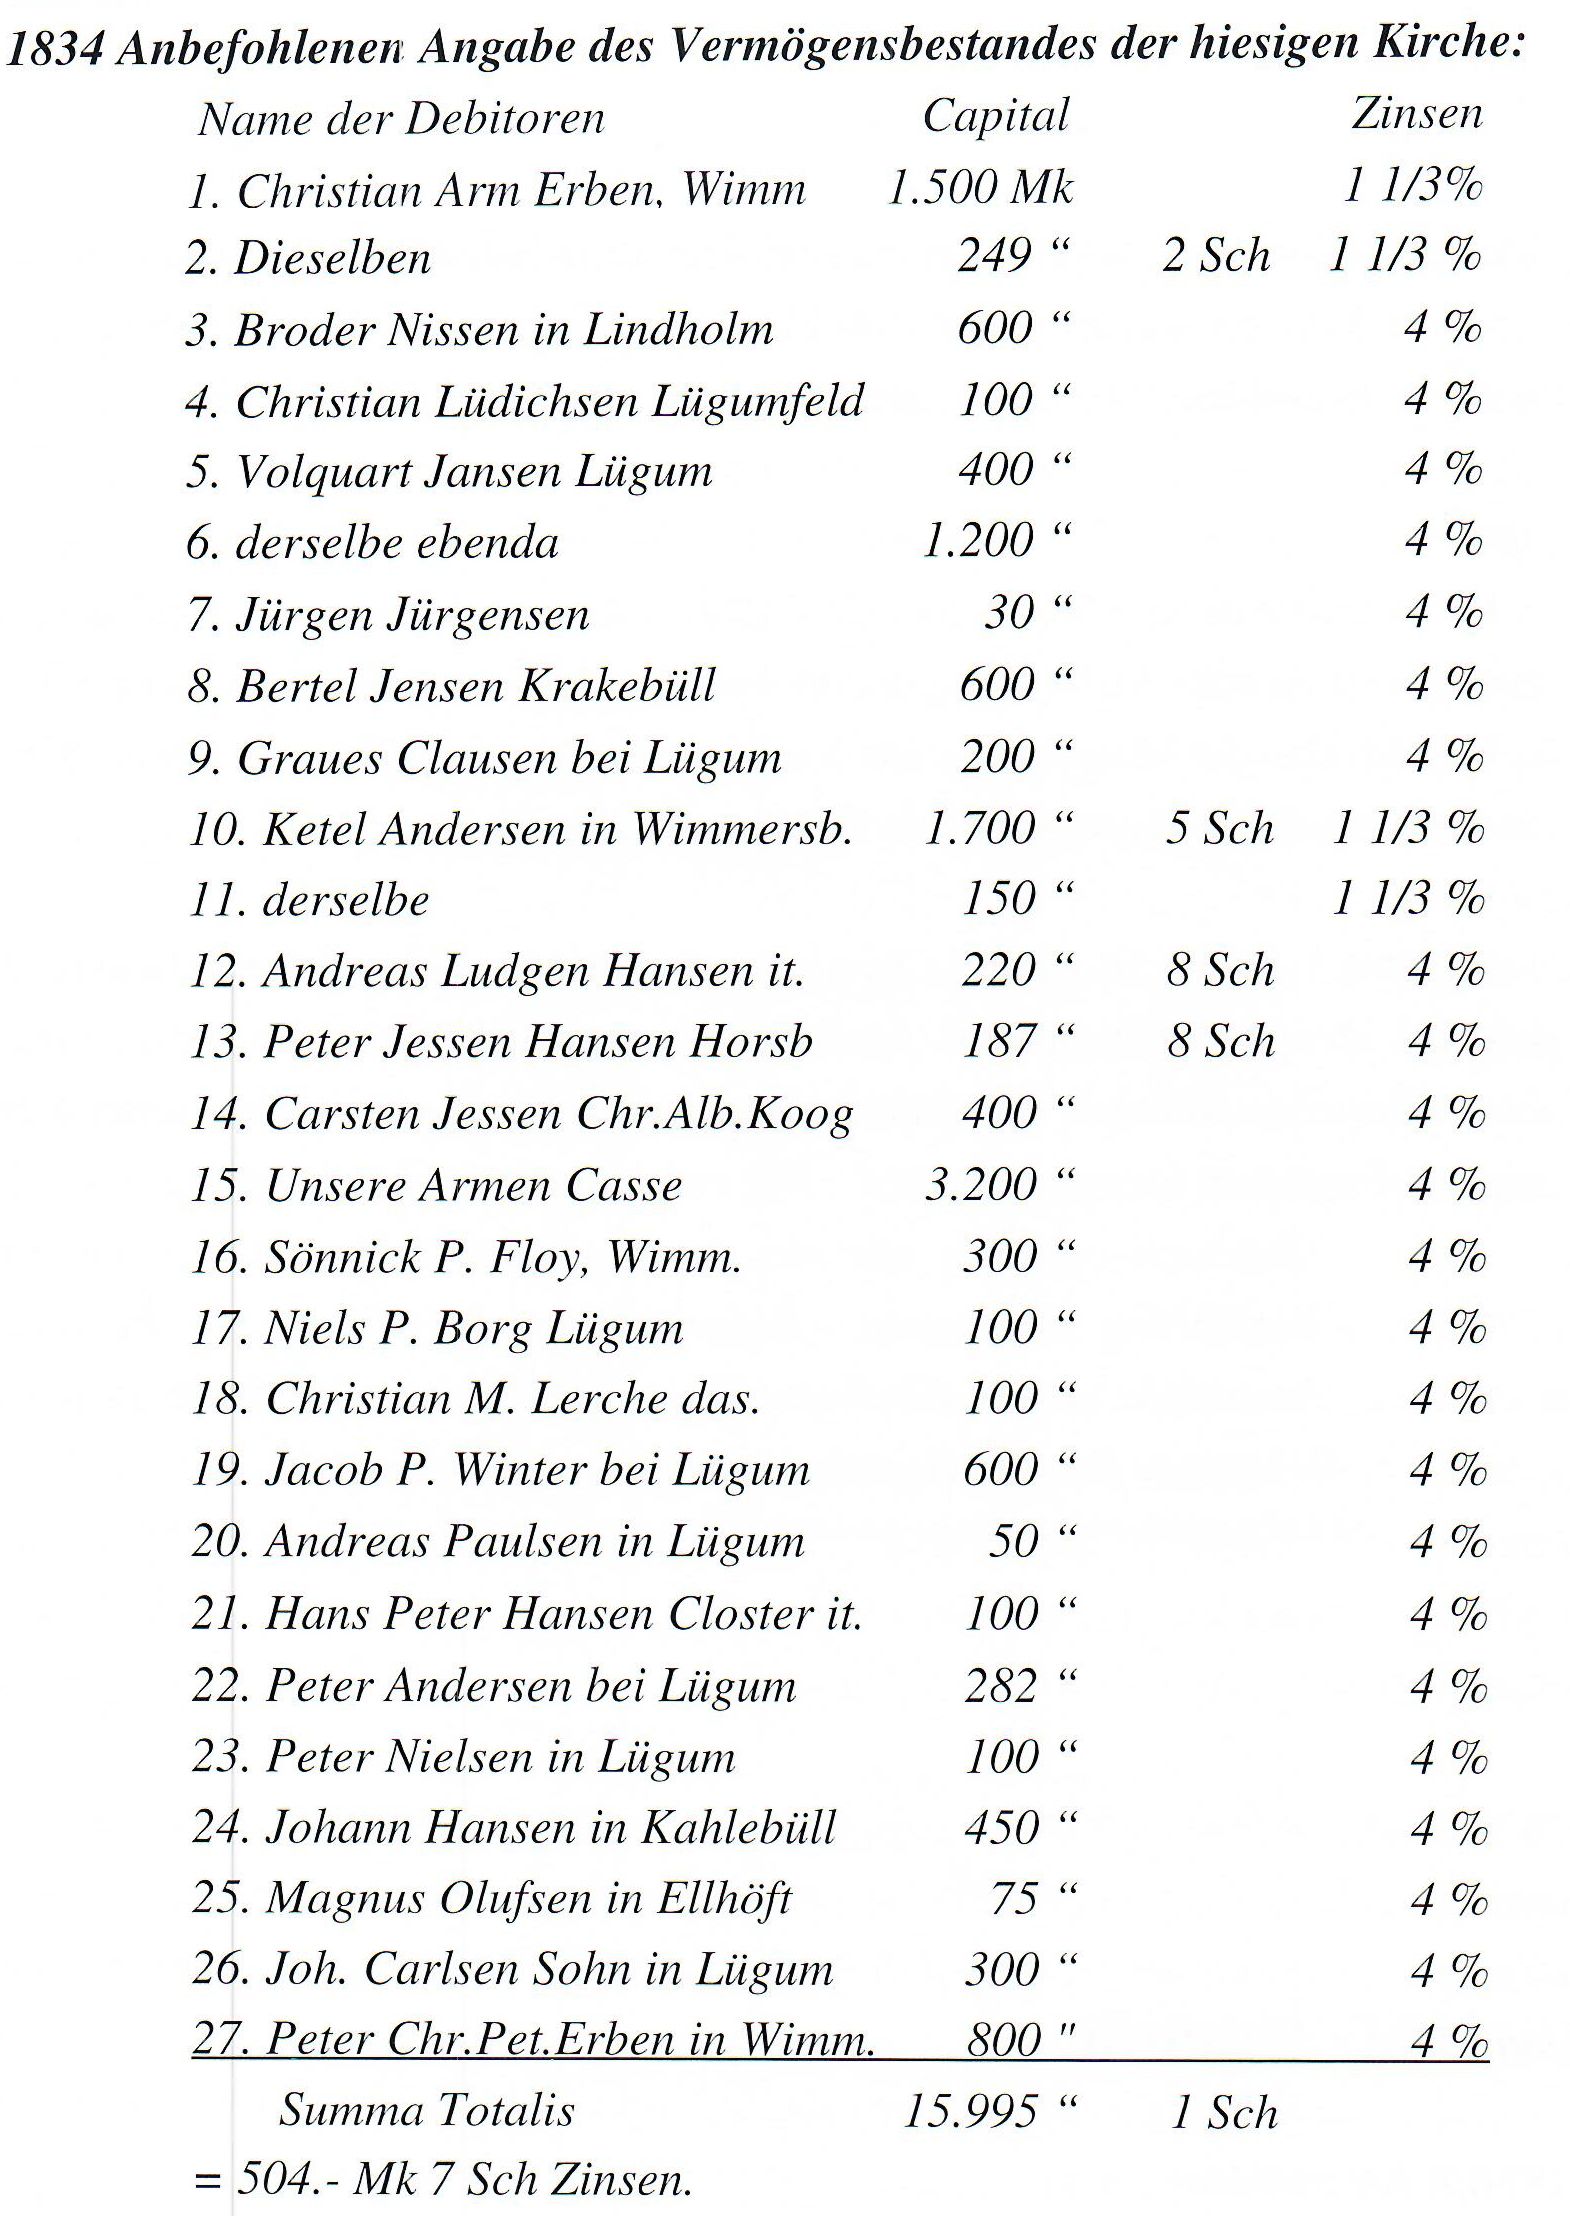 1834 Anbefohlenen Angabe des Vermögensbestandes der hiesigen Kirche:
Name der Debitoren Capital Zinsen
1. Christian Arm Erben, Wimm 1.500 Mk 1 1/3%
2. Dieselben 249 “ 2 Sch 1 1/3 %
3. Broder Nissen in Lindholm 600 “ 4 %
4. Christian Lüdichsen Lügumfeld 100 “ 4 %
5. Volquart Jansen Lügum 400 “ 4 %
6. derselbe ebenda 1.200 “ 4 %
7. Jürgen Jürgensen 30 “ 4 %
8. Bertel Jensen Krakebüll 600 “ 4 %
9. Graues Clausen bei Lügum 200 “ 4 %
10. Ketel Andersen in Wimmersb. 1.700 “ 5 Sch 1 1/3 %
11. derselbe 150 “ 1 1/3 %
12. Andreas Ludgen Hansen it. 220 “ 8 Sch 4 %
13. Peter Jessen Hansen Horsb 187 “ 8 Sch 4 %
14. Carsten Jessen Chr.Alb.Koog 400 “ 4 %
15. Unsere Armen Casse 3.200 “ 4 %
16. Sönnick P. Floy, Wimm. 300 “ 4 %
17. Niels P. Borg Lügum 100 “ 4 %
18. Christian M. Lerche das. 100 “ 4 %
19. Jacob P. Winter bei Lügum 600 “ 4 %
20. Andreas Paulsen in Lügum 50 “ 4 %
21. Hans Peter Hansen Closter it. 100 “ 4 %
22. Peter Andersen bei Lügum 282 “ 4 %
23. Peter Nielsen in Lügum 100 “ 4 %
24. Johann Hansen in Kahlebüll 450 “ 4 %
25. Magnus Olufsen in Ellhöft 75 “ 4 %
26. Joh. Carlsen Sohn in Lügum 300 “ 4 %
27. Peter Chr.Pet.Erben in Wimm. 800 " 4 %
Summa Totalis 15.995 “ 1 Sch
= 504.- Mk 7 Sch Zinsen.